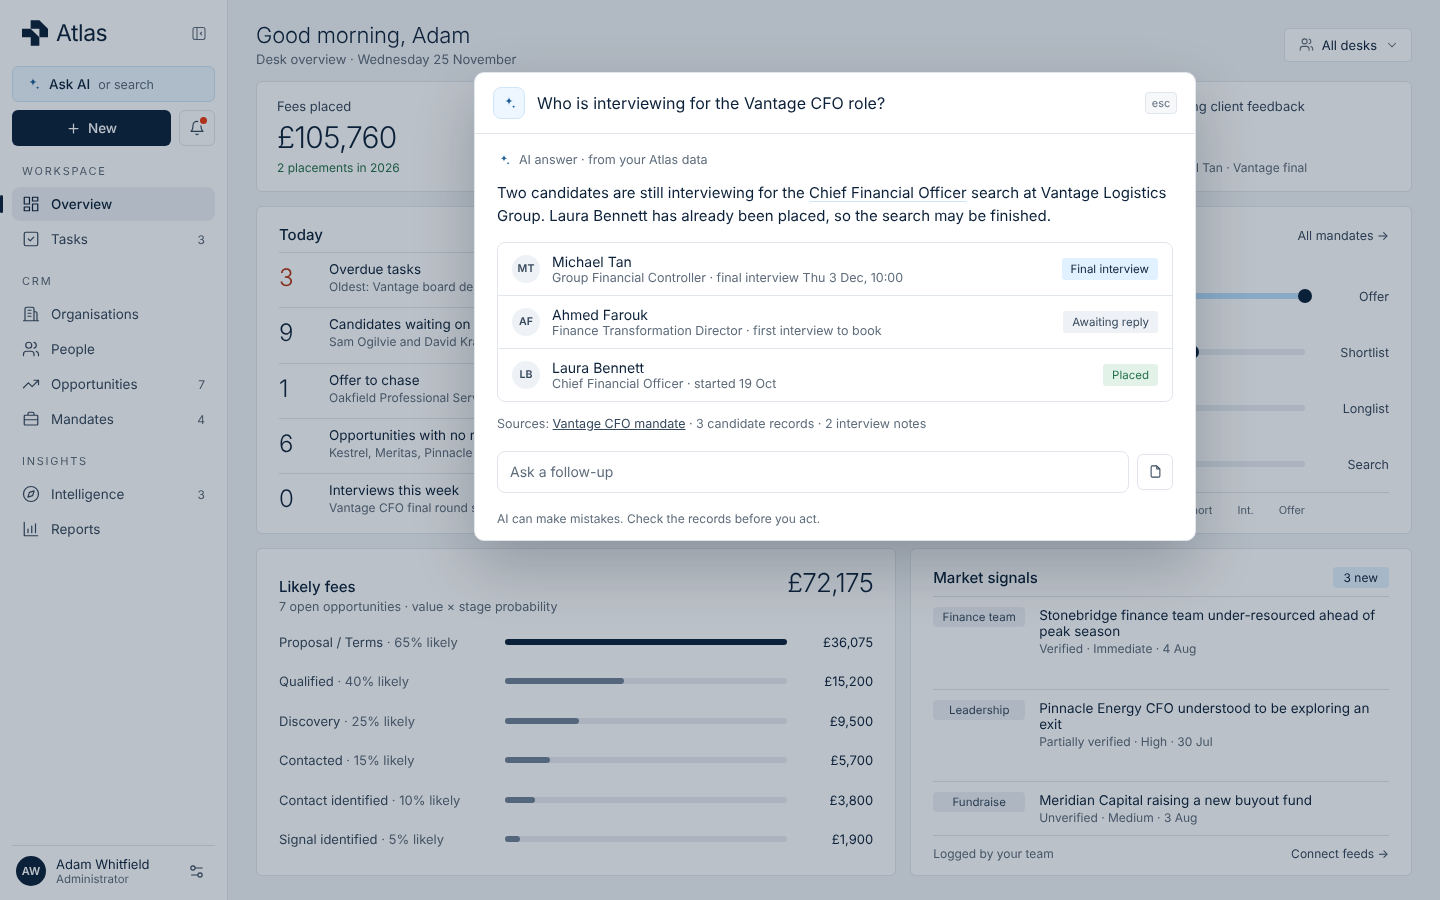 Atlas
Ask AI or search
New
WORKSPACE
Overview
Tasks 3
CRM
Organisations
People
Opportunities 7
Mandates 4
INSIGHTS
Intelligence 3
Reports
AW
Adam Whitfield
Administrator
Good morning, Adam
Desk overview · Wednesday 25 November
All desks
Fees placed
£105,760
2 placements in 2026
client feedback
Tan · Vantage final
Who is interviewing for the Vantage CFO role?
esc
AI answer · from your Atlas data
Two candidates are still interviewing for the Chief Financial Officer search at Vantage Logistics
Group. Laura Bennett has already been placed, so the search may be finished.
MT
Michael Tan
Group Financial Controller · final interview Thu 3 Dec, 10:00
Final interview
AF
Ahmed Farouk
Finance Transformation Director · first interview to book
Awaiting reply
LB
Laura Bennett
Chief Financial Officer · started 19 Oct
Placed
Sources: Vantage CFO mandate · 3 candidate records · 2 interview notes
Ask a follow-up
AI can make mistakes. Check the records before you act.
Today
3
Overdue tasks
Oldest: Vantage board
9
Candidates waiting on
Sam Ogilvie and David
1
Offer to chase
Oakfield Professional
6
Opportunities with no
Kestrel, Meritas, Pinnacle
0
Interviews this week
Vantage CFO final round
All mandates →
Offer
Shortlist
Longlist
Search
Int.
Offer
Likely fees
£72,175
7 open opportunities · value × stage probability
Proposal / Terms · 65% likely £36,075
Qualified · 40% likely £15,200
Discovery · 25% likely £9,500
Contacted · 15% likely £5,700
Contact identified · 10% likely £3,800
Signal identified · 5% likely £1,900
Market signals
3 new
Finance team
Stonebridge finance team under-resourced ahead of
peak season
Verified · Immediate · 4 Aug
Leadership
Pinnacle Energy CFO understood to be exploring an
exit
Partially verified · High · 30 Jul
Fundraise
Meridian Capital raising a new buyout fund
Unverified · Medium · 3 Aug
Logged by your team
Connect feeds →